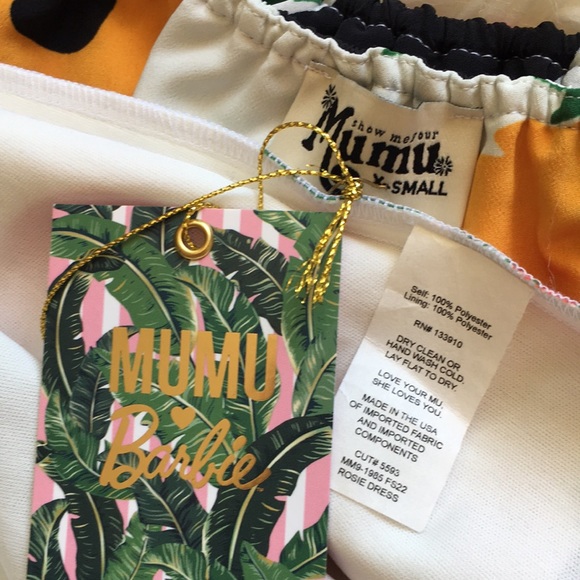 Show me Your
Mumu
X-SMALL
MUMU
Barbie
Self: 100% Polyester
Lining: 100% Polyester
RN# 133910
DRY CLEAN OR
HAND WASH COLD.
LAY FLAT TO DRY.
LOVE YOUR MU.
SHE LOVES YOU.
MADE IN THE USA
OF IMPORTED FABRIC
AND IMPORTED
COMPONENTS
CUT# 5593
MM9-1985 FS22
ROSIE DRESS